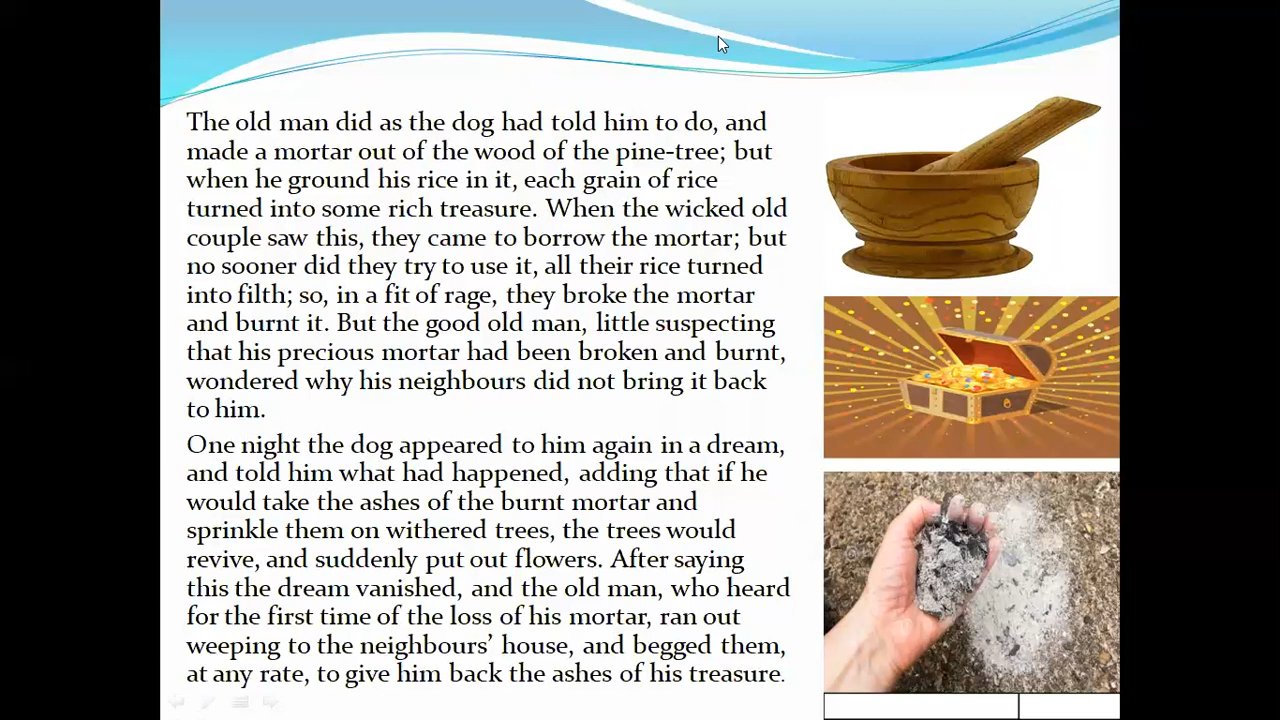 The old man did as the dog had told him to do, and
made a mortar out of the wood of the pine-tree; but
when he ground his rice in it, each grain of rice
turned into some rich treasure. When the wicked old
couple saw this, they came to borrow the mortar; but
no sooner did they try to use it, all their rice turned
into filth; so, in a fit of rage, they broke the mortar
and burnt it. But the good old man, little suspecting
that his precious mortar had been broken and burnt,
wondered why his neighbours did not bring it back
to him.
One night the dog appeared to him again in a dream,
and told him what had happened, adding that if he
would take the ashes of the burnt mortar and
sprinkle them on withered trees, the trees would
revive, and suddenly put out flowers. After saying
this the dream vanished, and the old man, who heard
for the first time of the loss of his mortar, ran out
weeping to the neighbours’ house, and begged them,
at any rate, to give him back the ashes of his treasure.